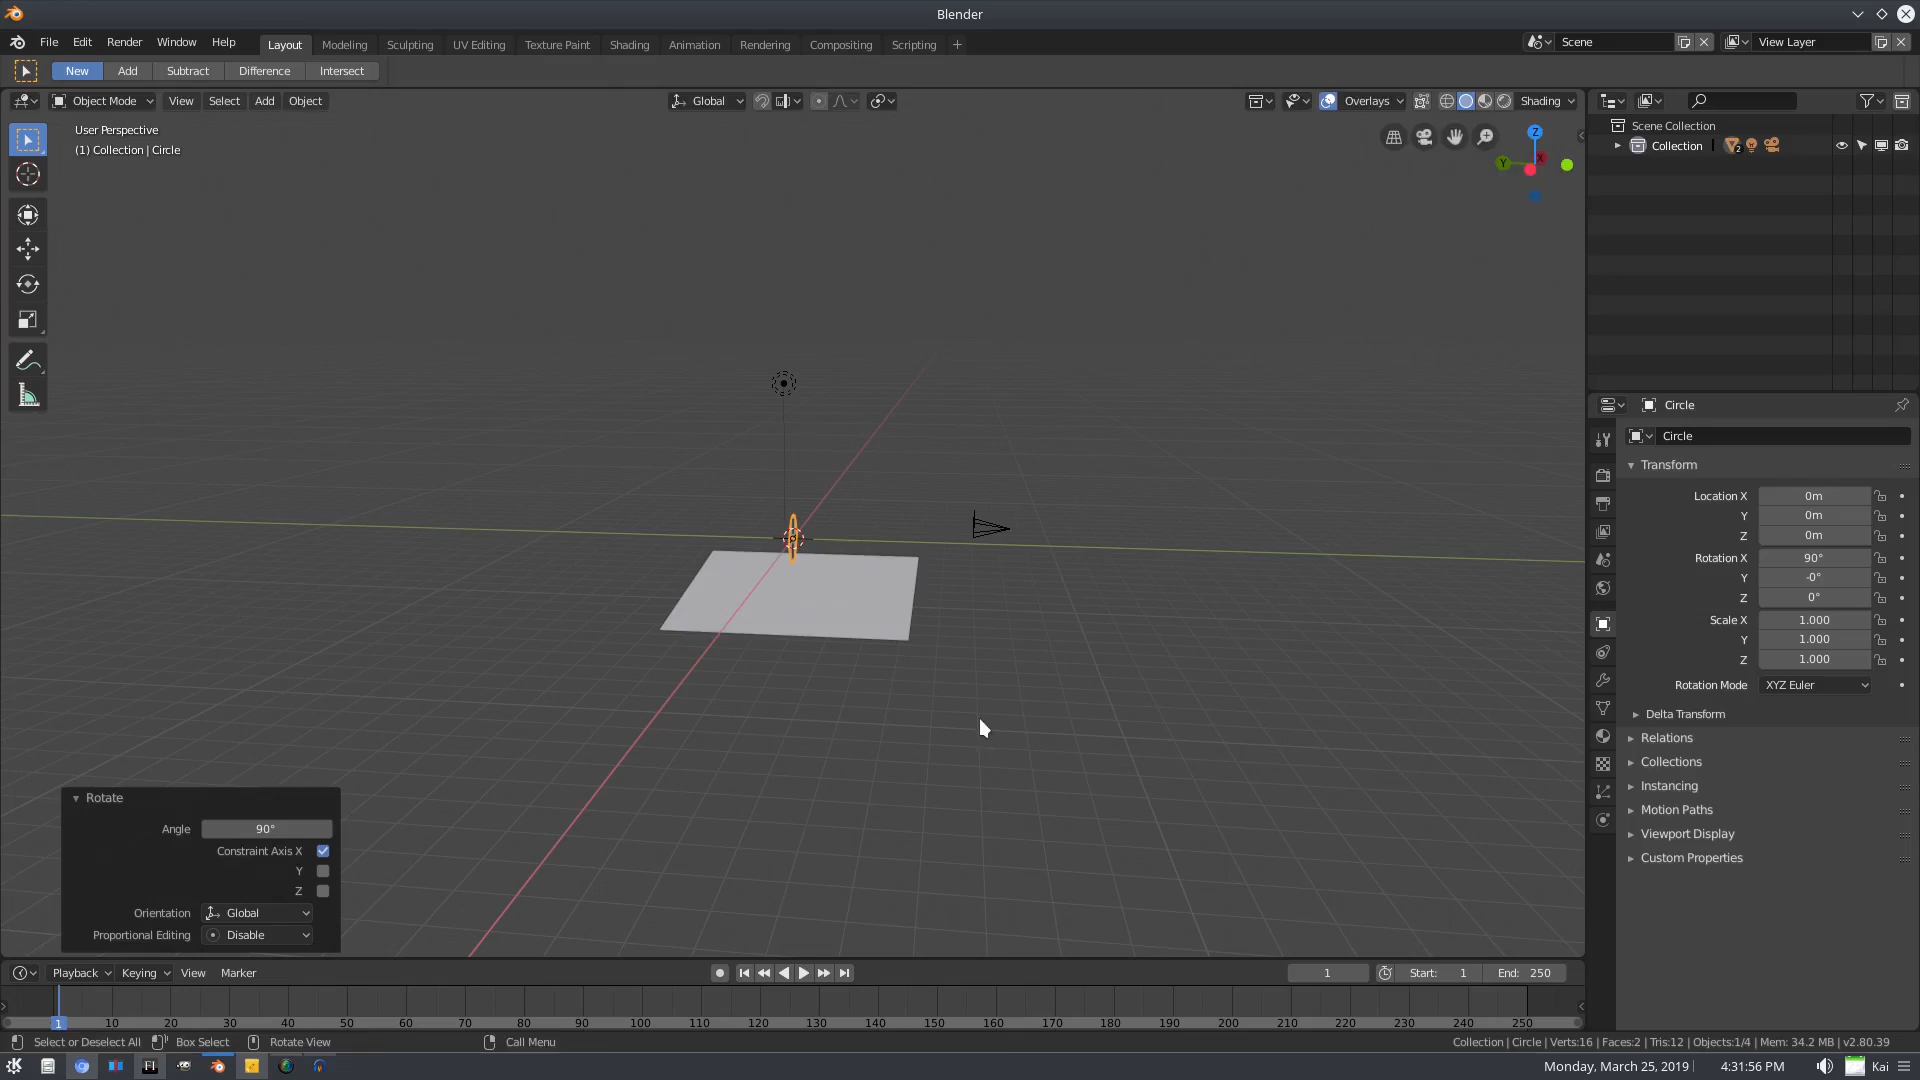 Blender
File Edit Render Window Help Layout Modeling Sculpting UV Editing Texture Paint Shading Animation Rendering Compositing Scripting + Scene View Layer
New Add Subtract Difference Intersect
Object Mode View Select Add Object Global Overlays Shading
User Perspective
(1) Collection | Circle
Z
Y
X
Scene Collection
Collection 2
Circle
Circle
Transform
Location X 0m
Y 0m
Z 0m
Rotation X 90°
Y -0°
Z 0°
Scale X 1.000
Y 1.000
Z 1.000
Rotation Mode XYZ Euler
Delta Transform
Relations
Collections
Instancing
Motion Paths
Viewport Display
Custom Properties
Rotate
Angle 90°
Constraint Axis X
Y
Z
Orientation Global
Proportional Editing Disable
Playback Keying View Marker 1 Start: 1 End: 250
1 10 20 30 40 50 60 70 80 90 100 110 120 130 140 150 160 170 180 190 200 210 220 230 240 250
Select or Deselect All Box Select Rotate View Call Menu Collection | Circle | Verts:16 | Faces:2 | Tris:12 | Objects:1/4 | Mem: 34.2 MB | v2.80.39
Monday, March 25, 2019 4:31:56 PM Kai